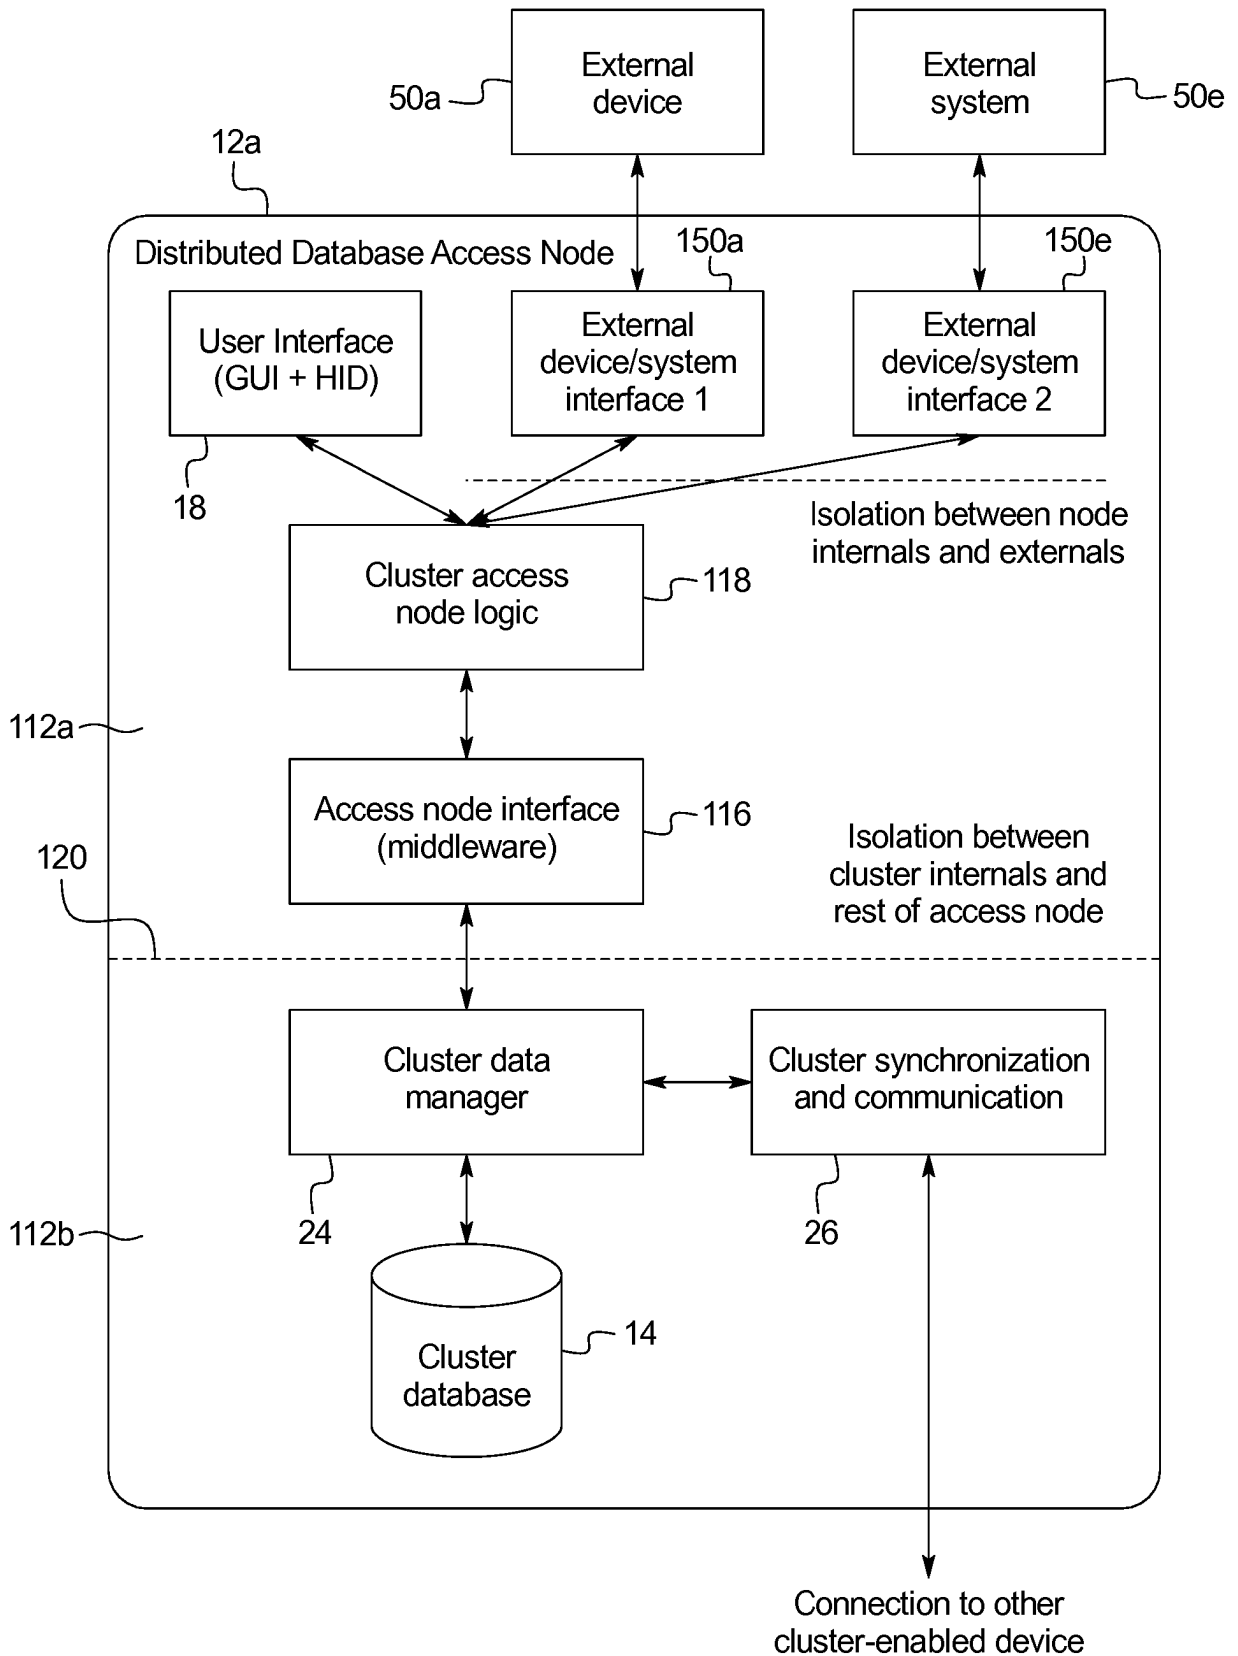 External
device
External
system
50a
50e
12a
Distributed Database Access Node
150a
150e
User Interface
(GUI + HID)
External
device/system
interface 1
External
device/system
interface 2
18
Isolation between node
internals and externals
Cluster access
node logic
118
112a
Access node interface
(middleware)
116
Isolation between
cluster internals and
rest of access node
120
Cluster data
manager
Cluster synchronization
and communication
24
26
112b
Cluster
database
14
Connection to other
cluster-enabled device